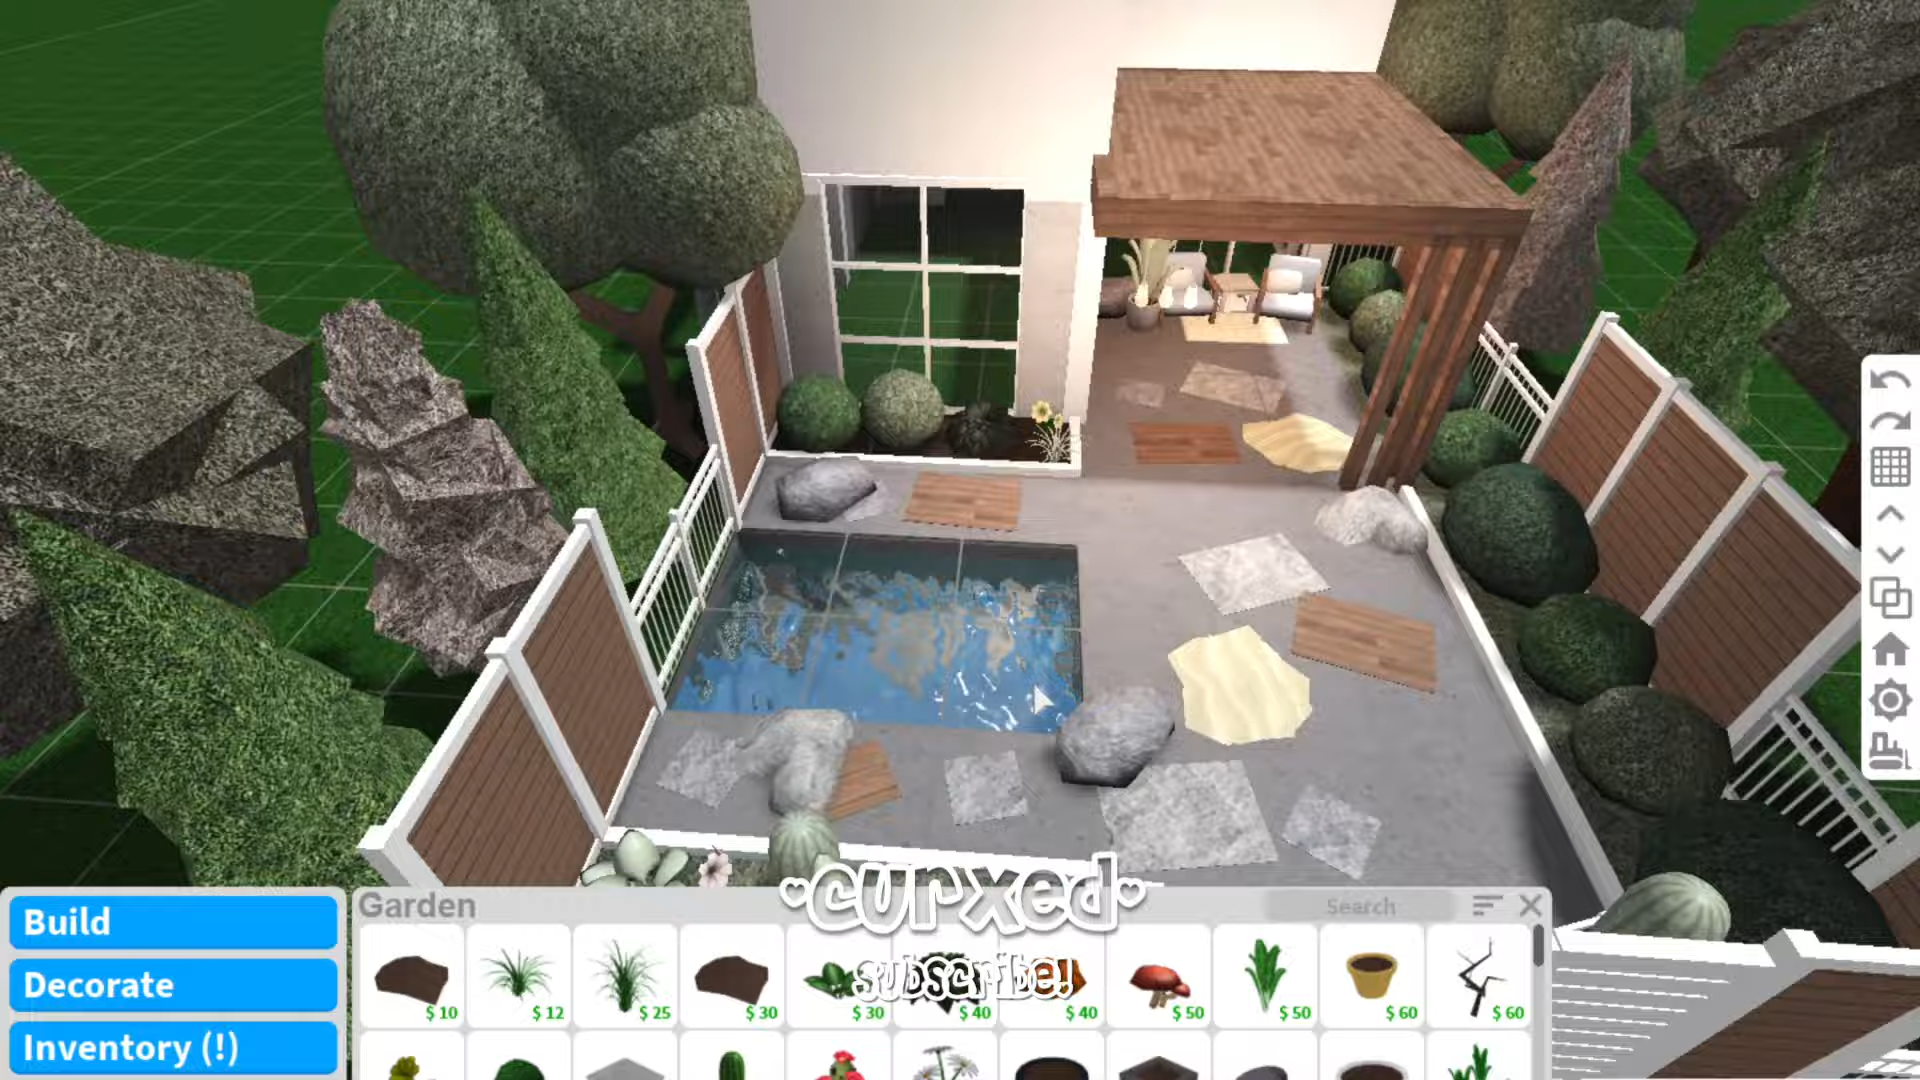 Build
Decorate
Inventory (!)
Garden
Search
•curxed•
subscribe!
$ 10
$ 12
$ 25
$ 30
$ 30
$ 40
$ 40
$ 50
$ 50
$ 60
$ 60